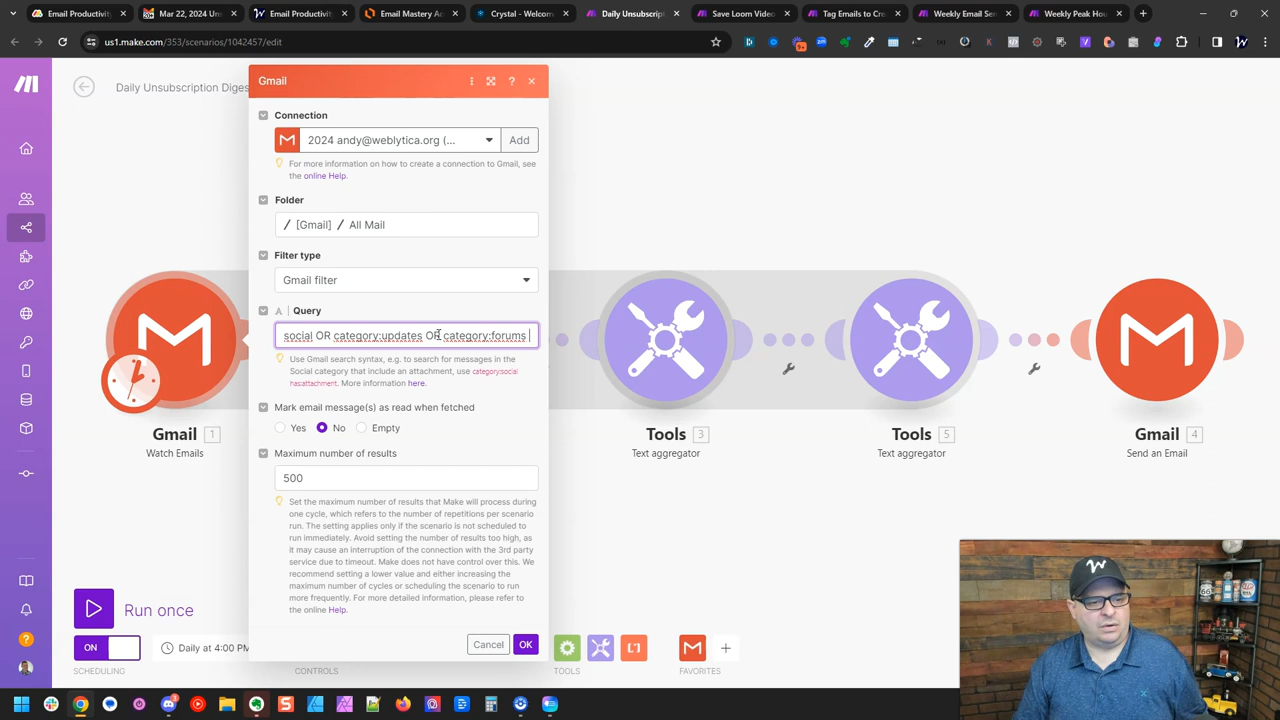 Email Productivity
Mar 22, 2024 Un
Email Productivity
Email Mastery Ac
Crystal - Welcom
Daily Unsubscription
Save Loom Video
Tag Emails to Cre
Weekly Email Sen
Weekly Peak Hou
us1.make.com/353/scenarios/1042457/edit
Daily Unsubscription Diges
Gmail
Connection
2024 andy@weblytica.org (...
Add
For more information on how to create a connection to Gmail, see
the online Help.
Folder
/ [Gmail] / All Mail
Filter type
Gmail filter
A
Query
social OR category:updates OR category:forums
Use Gmail search syntax, e.g. to search for messages in the
Social category that include an attachment, use category:social
has:attachment. More information here.
Mark email message(s) as read when fetched
Yes
No
Empty
Maximum number of results
500
Set the maximum number of results that Make will process during
one cycle, which refers to the number of repetitions per scenario
run. The setting applies only if the scenario is not scheduled to
run immediately. Avoid setting the number of results too high, as
it may cause an interruption of the connection with the 3rd party
service due to timeout. Make does not have control over this. We
recommend setting a lower value and either increasing the
maximum number of cycles or scheduling the scenario to run
more frequently. For more detailed information, please refer to
the online Help.
Cancel
OK
Gmail 1
Watch Emails
Tools 3
Text aggregator
Tools 5
Text aggregator
Gmail 4
Send an Email
Run once
ON
Daily at 4:00 PM
SCHEDULING
CONTROLS
TOOLS
FAVORITES